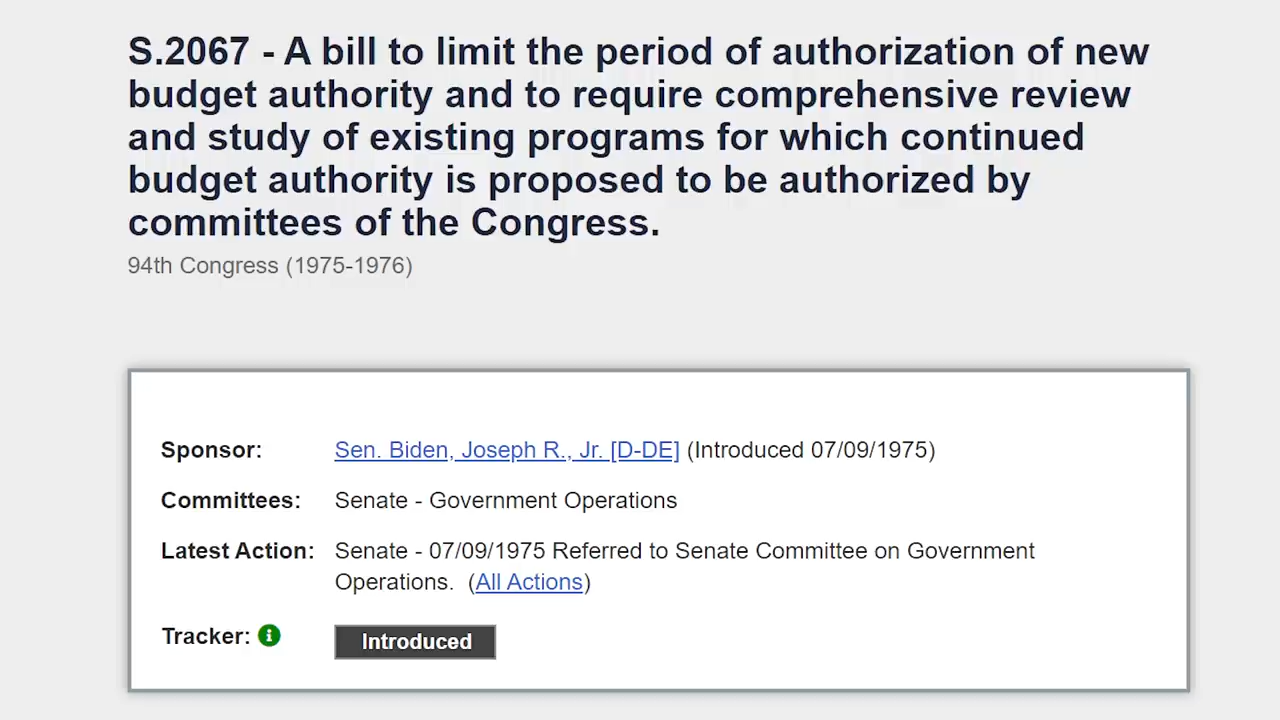 S.2067 - A bill to limit the period of authorization of new
budget authority and to require comprehensive review
and study of existing programs for which continued
budget authority is proposed to be authorized by
committees of the Congress.
94th Congress (1975-1976)
Sponsor: Sen. Biden, Joseph R., Jr. [D-DE] (Introduced 07/09/1975)
Committees: Senate - Government Operations
Latest Action: Senate - 07/09/1975 Referred to Senate Committee on Government
Operations. (All Actions)
Tracker: i Introduced